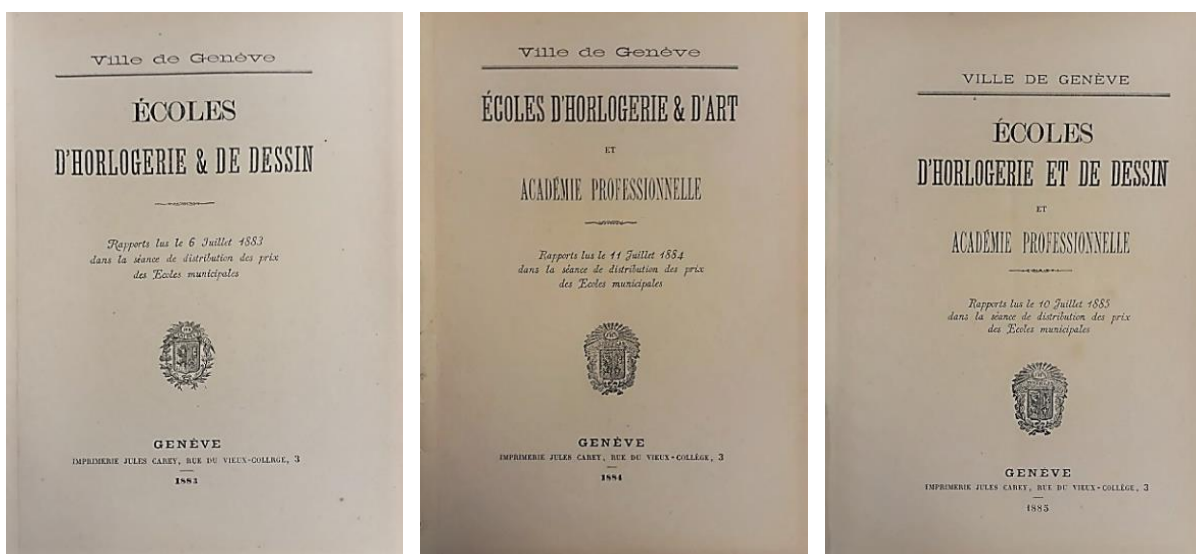 Ville de Genève
ÉCOLES
D'HORLOGERIE & DE DESSIN
Rapports lus le 6 Juillet 1883
dans la séance de distribution des prix
des Ecoles municipales
GENÈVE
IMPRIMERIE JULES CAREY, RUE DU VIEUX-COLLÈGE, 3
1883
Ville de Genève
ÉCOLES D'HORLOGERIE & D'ART
ET
ACADÉMIE PROFESSIONNELLE
Rapports lus le 11 Juillet 1884
dans la séance de distribution des prix
des Ecoles municipales
GENÈVE
IMPRIMERIE JULES CAREY, RUE DU VIEUX-COLLÈGE, 3
1884
VILLE DE GENÈVE
ÉCOLES
D'HORLOGERIE ET DE DESSIN
ET
ACADÉMIE PROFESSIONNELLE
Rapports lus le 10 Juillet 1885
dans la séance de distribution des prix
des Ecoles municipales
GENÈVE
IMPRIMERIE JULES CAREY, RUE DU VIEUX-COLLÈGE, 3
1885